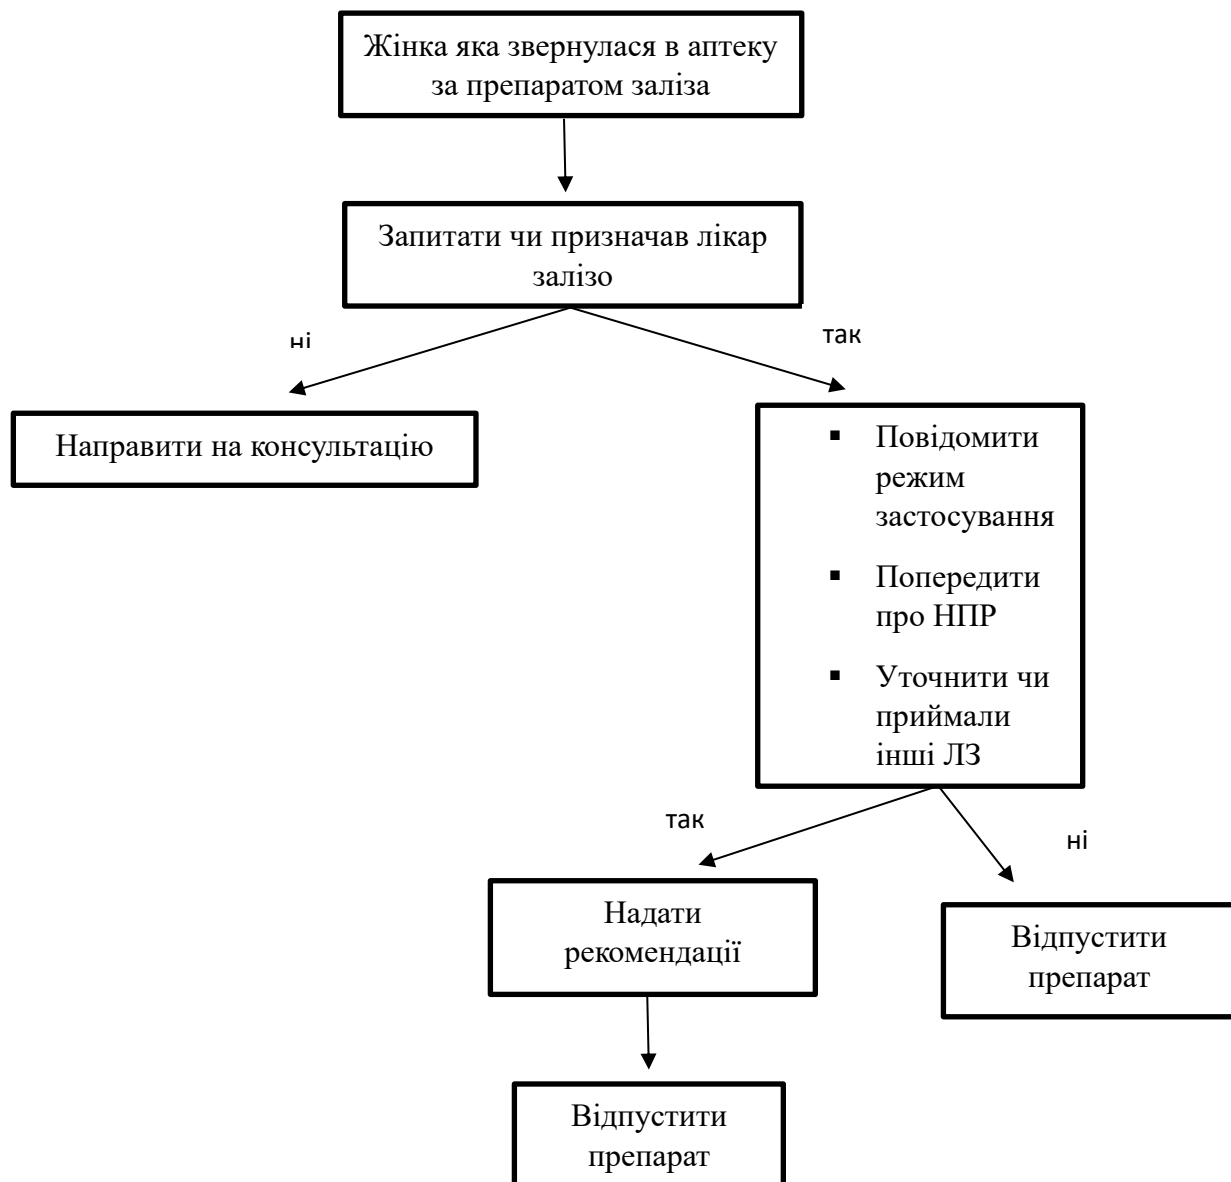 Жінка яка звернулася в аптеку
за препаратом заліза
Запитати чи призначав лікар
залізо
ні
так
Направити на консультацію
▪ Повідомити
режим
застосування
▪ Попередити
про НПР
▪ Уточнити чи
приймали
інші ЛЗ
так
ні
Надати
рекомендації
Відпустити
препарат
Відпустити
препарат